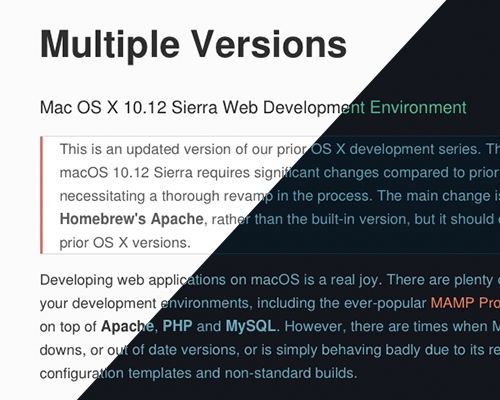 Multiple Versions
Mac OS X 10.12 Sierra Web Development Environment
This is an updated version of our prior OS X development series. Th
macOS 10.12 Sierra requires significant changes compared to prior
necessitating a thorough revamp in the process. The main change is
Homebrew's Apache, rather than the built-in version, but it should
prior OS X versions.
Developing web applications on macOS is a real joy. There are plenty
your development environments, including the ever-popular MAMP Pro
on top of Apache, PHP and MySQL. However, there are times when M
downs, or out of date versions, or is simply behaving badly due to its re
configuration templates and non-standard builds.